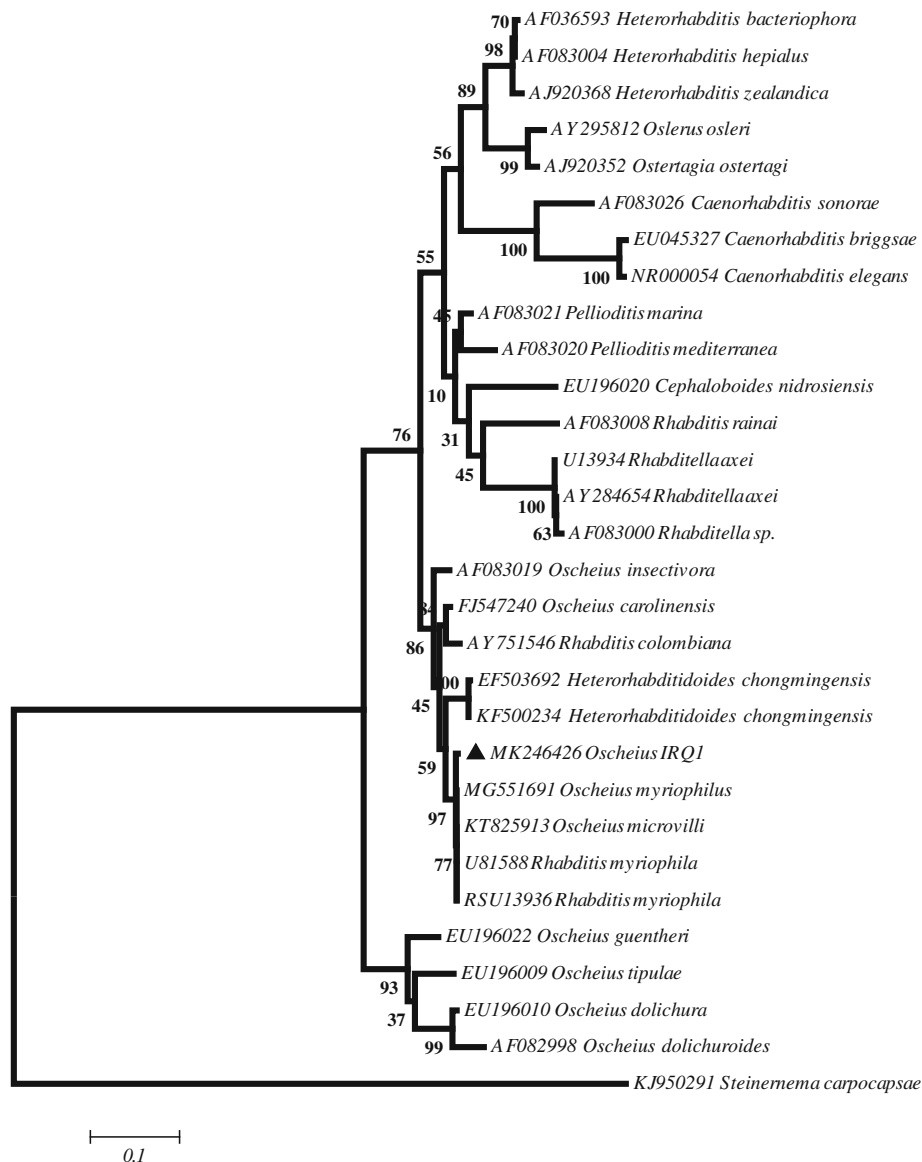 70
AF036593 Heterorhabditis bacteriophora
98
AF083004 Heterorhabditis hepialus
89
AJ920368 Heterorhabditis zealandica
AY295812 Oslerus osleri
56
99
AJ920352 Ostertagia ostertagi
AF083026 Caenorhabditis sonorae
EU045327 Caenorhabditis briggsae
100
55
100
NR000054 Caenorhabditis elegans
45
AF083021 Pellioditis marina
AF083020 Pellioditis mediterranea
10
EU196020 Cephaloboides nidrosiensis
76
31
AF083008 Rhabditis rainai
45
U13934 Rhabditella axei
100
AY284654 Rhabditella axei
63
AF083000 Rhabditella sp.
AF083019 Oscheius insectivora
FJ547240 Oscheius carolinensis
86
AY751546 Rhabditis colombiana
00
EF503692 Heterorhabditidoides chongmingensis
45
KF500234 Heterorhabditidoides chongmingensis
MK246426 Oscheius IRQ1
59
MG551691 Oscheius myriophilus
97
KT825913 Oscheius microvilli
77
U81588 Rhabditis myriophila
RSU13936 Rhabditis myriophila
EU196022 Oscheius guentheri
93
EU196009 Oscheius tipulae
37
EU196010 Oscheius dolichura
99
AF082998 Oscheius dolichuroides
KJ950291 Steinernema carpocapsae
0.1